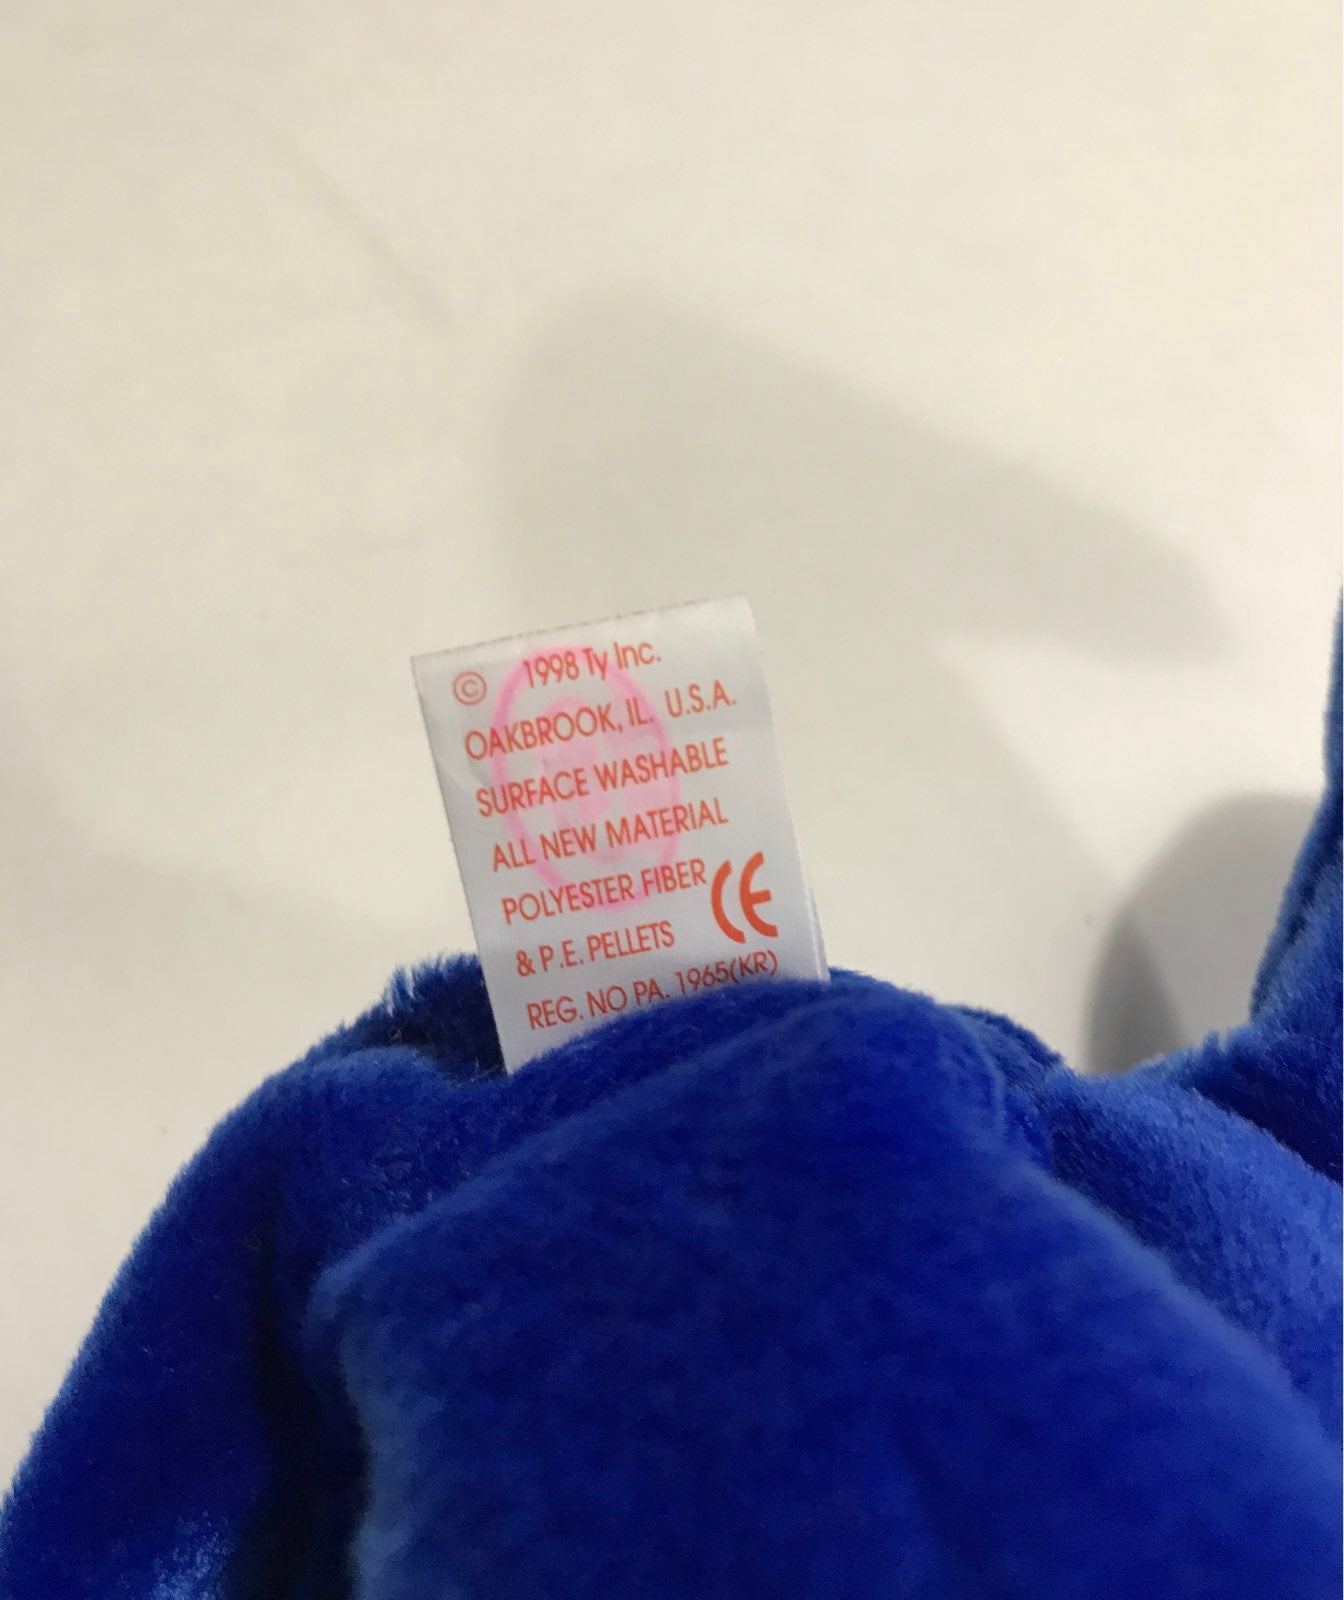 © 1998 Ty Inc.
OAKBROOK, IL. U.S.A.
SURFACE WASHABLE
ALL NEW MATERIAL
POLYESTER FIBER
& P.E. PELLETS CE
REG. NO PA. 1965(KR)